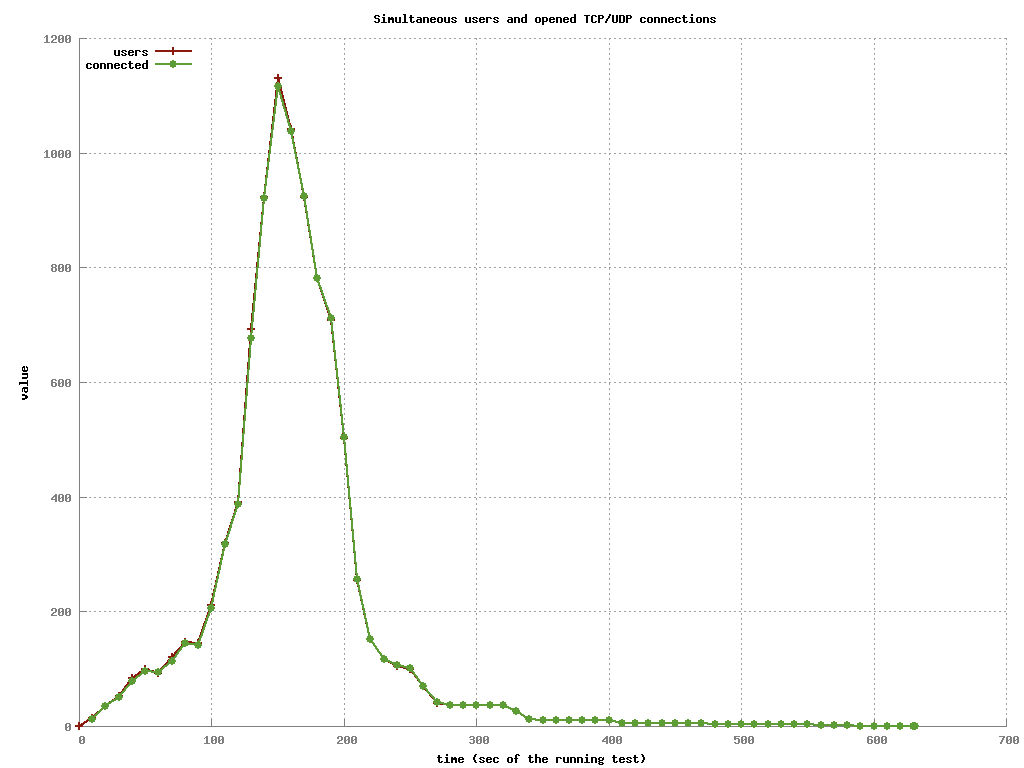 Simultaneous users and opened TCP/UDP connections
1200
users
connected
1000
800
600
value
400
200
0
0 100 200 300 400 500 600 700
time (sec of the running test)